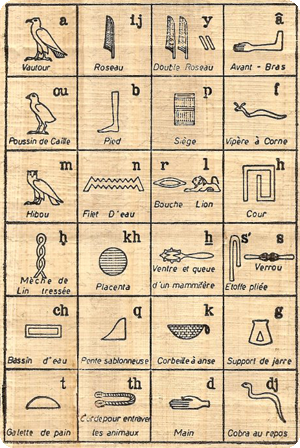 a ij y â
Vautour Roseau Double Roseau Avant-Bras
ou b p f
Poussin de Caille Pied Siège Vipère à Corne
m n r l h
Hibou Filet D'eau Bouche Lion Cour
ḥ kh h s' s
Mèche de Lin tressée Placenta Ventre et queue d'un mammifère Etoffe pliée Verrou
ch q k g
Bassin d'eau Pente sablonneuse Corbeille à anse Support de jarre
t th d dj
Galette de pain Corde pour entraver les animaux Main Cobra au repos